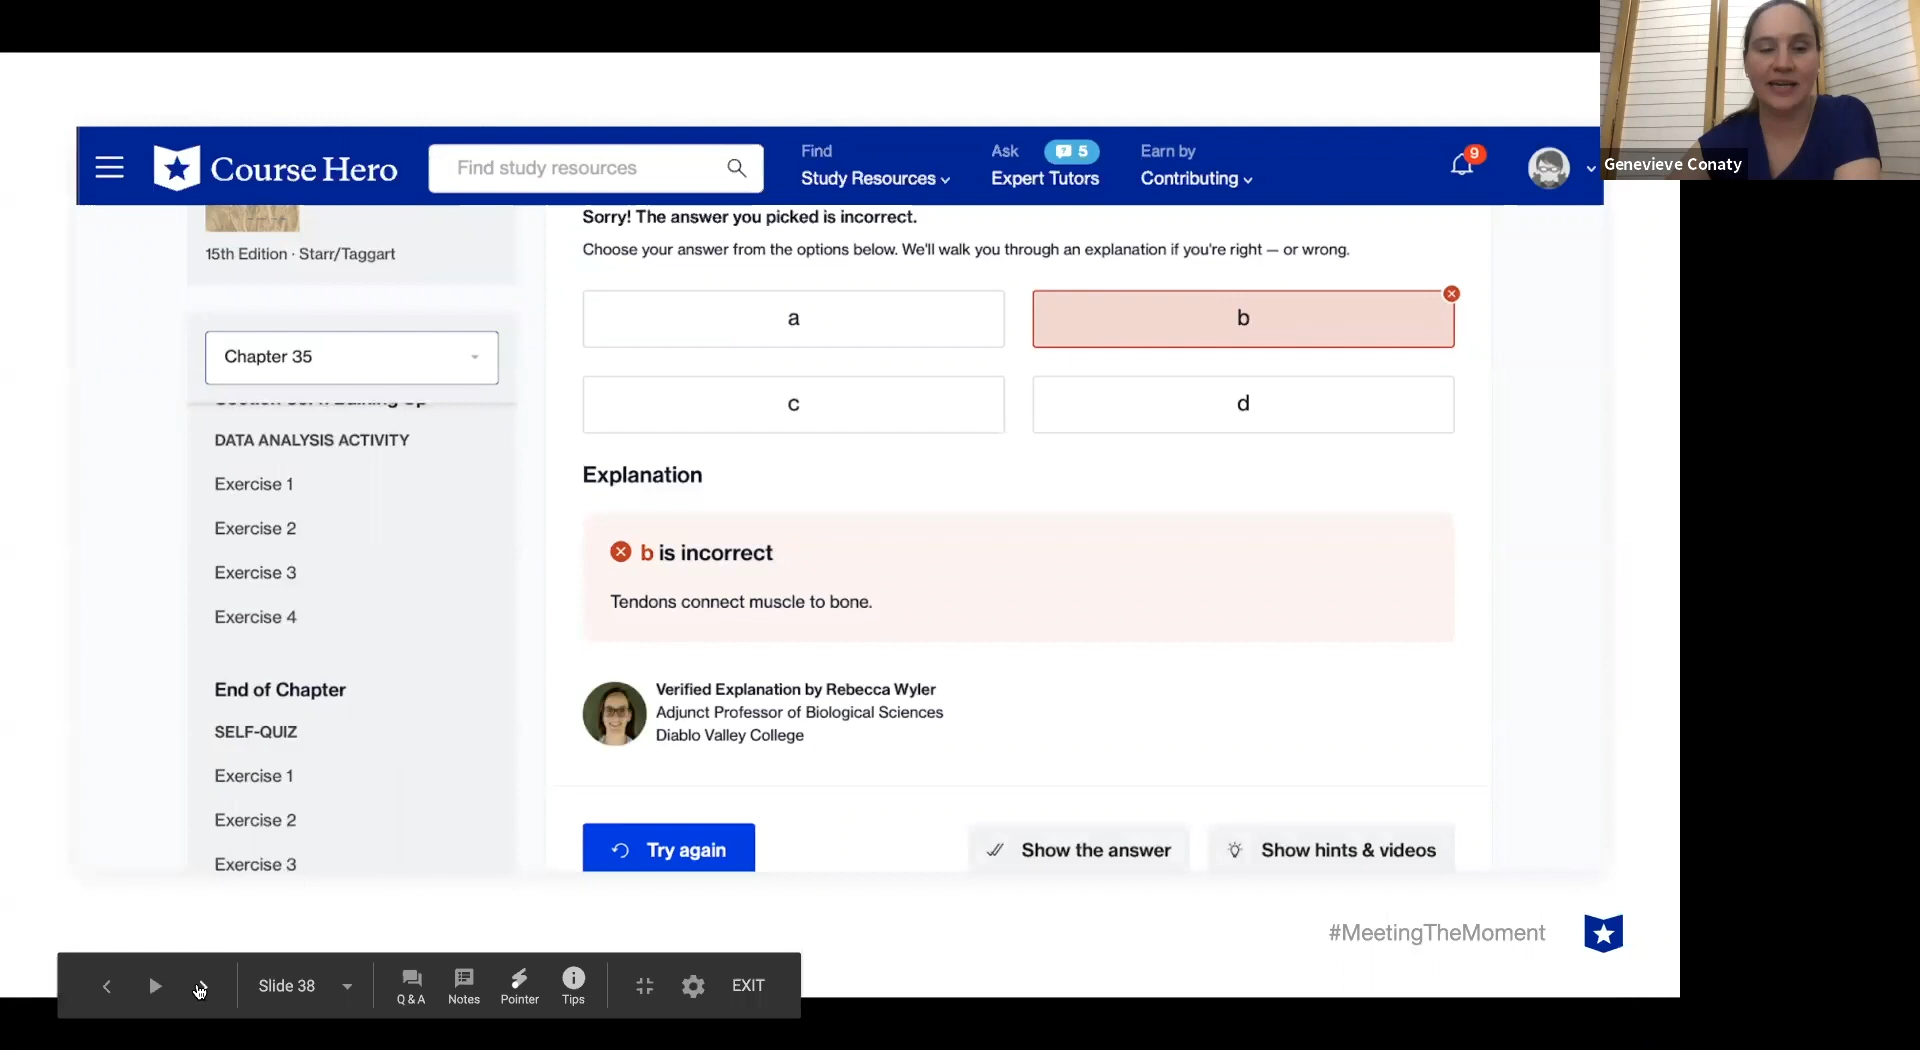 Course Hero
Find study resources
Find
Study Resources
Ask
5
Expert Tutors
Earn by
Contributing
9
Genevieve Conaty
15th Edition · Starr/Taggart
Chapter 35
DATA ANALYSIS ACTIVITY
Exercise 1
Exercise 2
Exercise 3
Exercise 4
End of Chapter
SELF-QUIZ
Exercise 1
Exercise 2
Exercise 3
Sorry! The answer you picked is incorrect.
Choose your answer from the options below. We'll walk you through an explanation if you're right — or wrong.
a
b
c
d
Explanation
b is incorrect
Tendons connect muscle to bone.
Verified Explanation by Rebecca Wyler
Adjunct Professor of Biological Sciences
Diablo Valley College
Try again
Show the answer
Show hints & videos
#MeetingTheMoment
Slide 38
Q & A
Notes
Pointer
Tips
EXIT